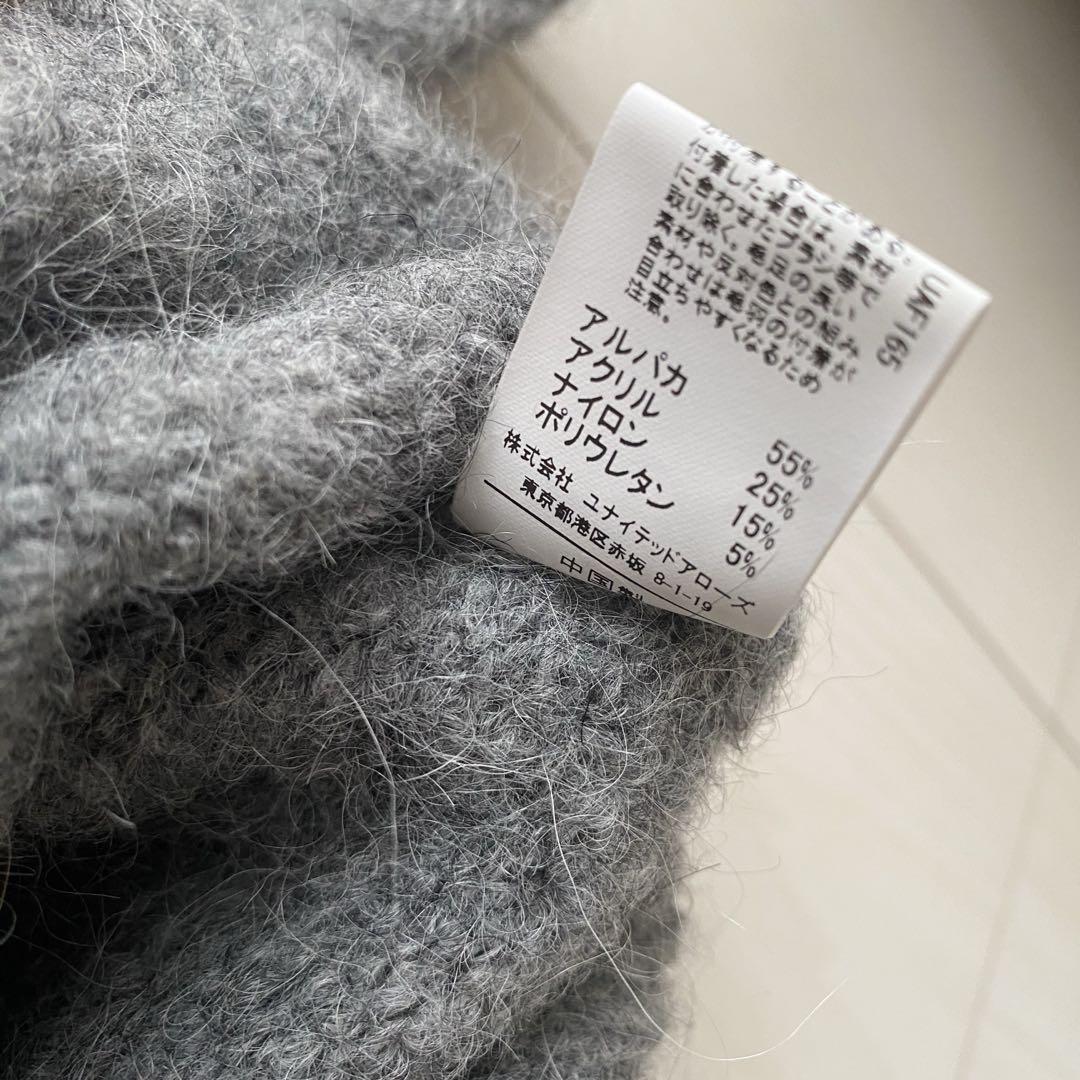 付着した場合は、素材
に合わせたブラシ等で
取り除く。毛足の長い
素材や反対色との組み
合わせは毛羽の付着が
目立ちやすくなるため
注意。
UAF165
アルパカ 55%
アクリル 25%
ナイロン 15%
ポリウレタン 5%
株式会社 ユナイテッドアローズ
東京都港区赤坂 8-1-19
中国